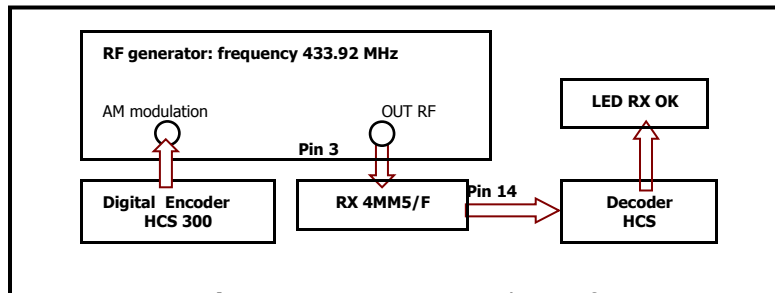 RF generator: frequency 433.92 MHz
AM modulation
OUT RF
LED RX OK
Pin 3
Digital Encoder
HCS 300
RX 4MM5/F
Pin 14
Decoder
HCS